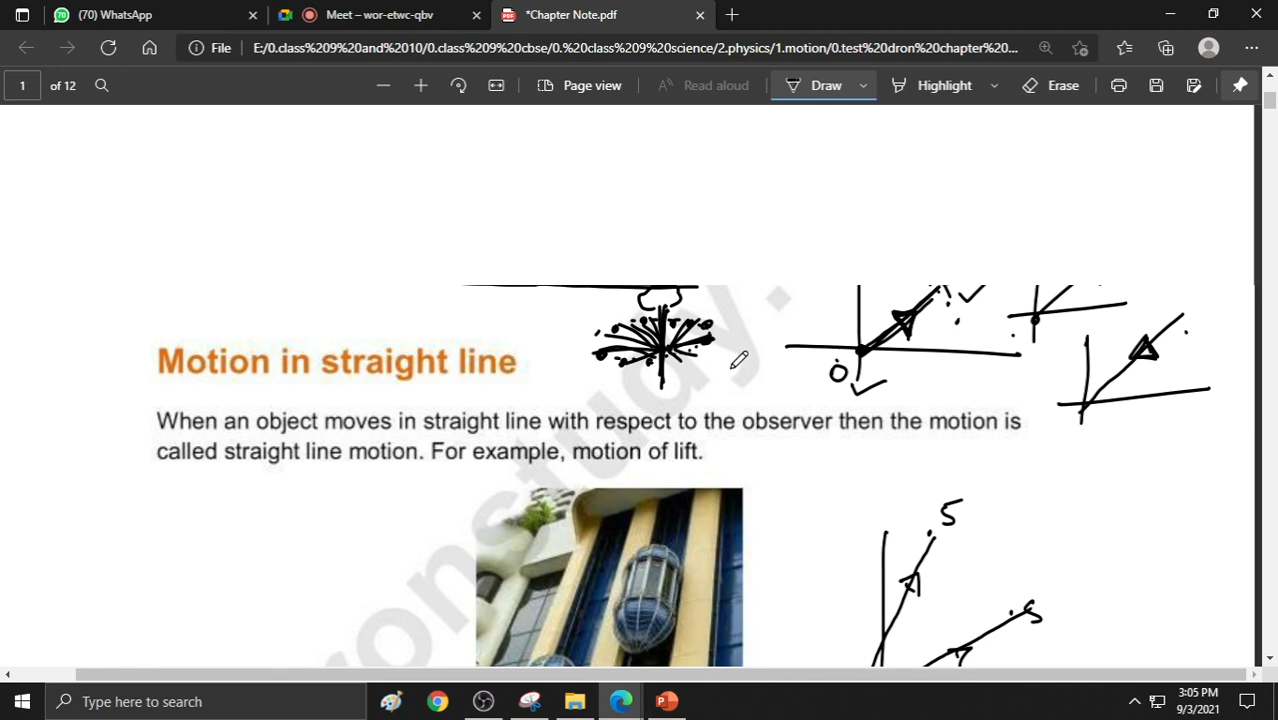 (70) WhatsApp
Meet – wor-etwc-qbv
*Chapter Note.pdf
File
E:/0.class%209%20and%2010/0.class%209%20cbse/0.%20class%209%20science/2.physics/1.motion/0.test%20dron%20chapter%20...
1 of 12
Page view
Read aloud
Draw
Highlight
Erase
O
Motion in straight line
When an object moves in straight line with respect to the observer then the motion is
called straight line motion. For example, motion of lift.
S
S
ronstudy.
Type here to search
3:05 PM
9/3/2021